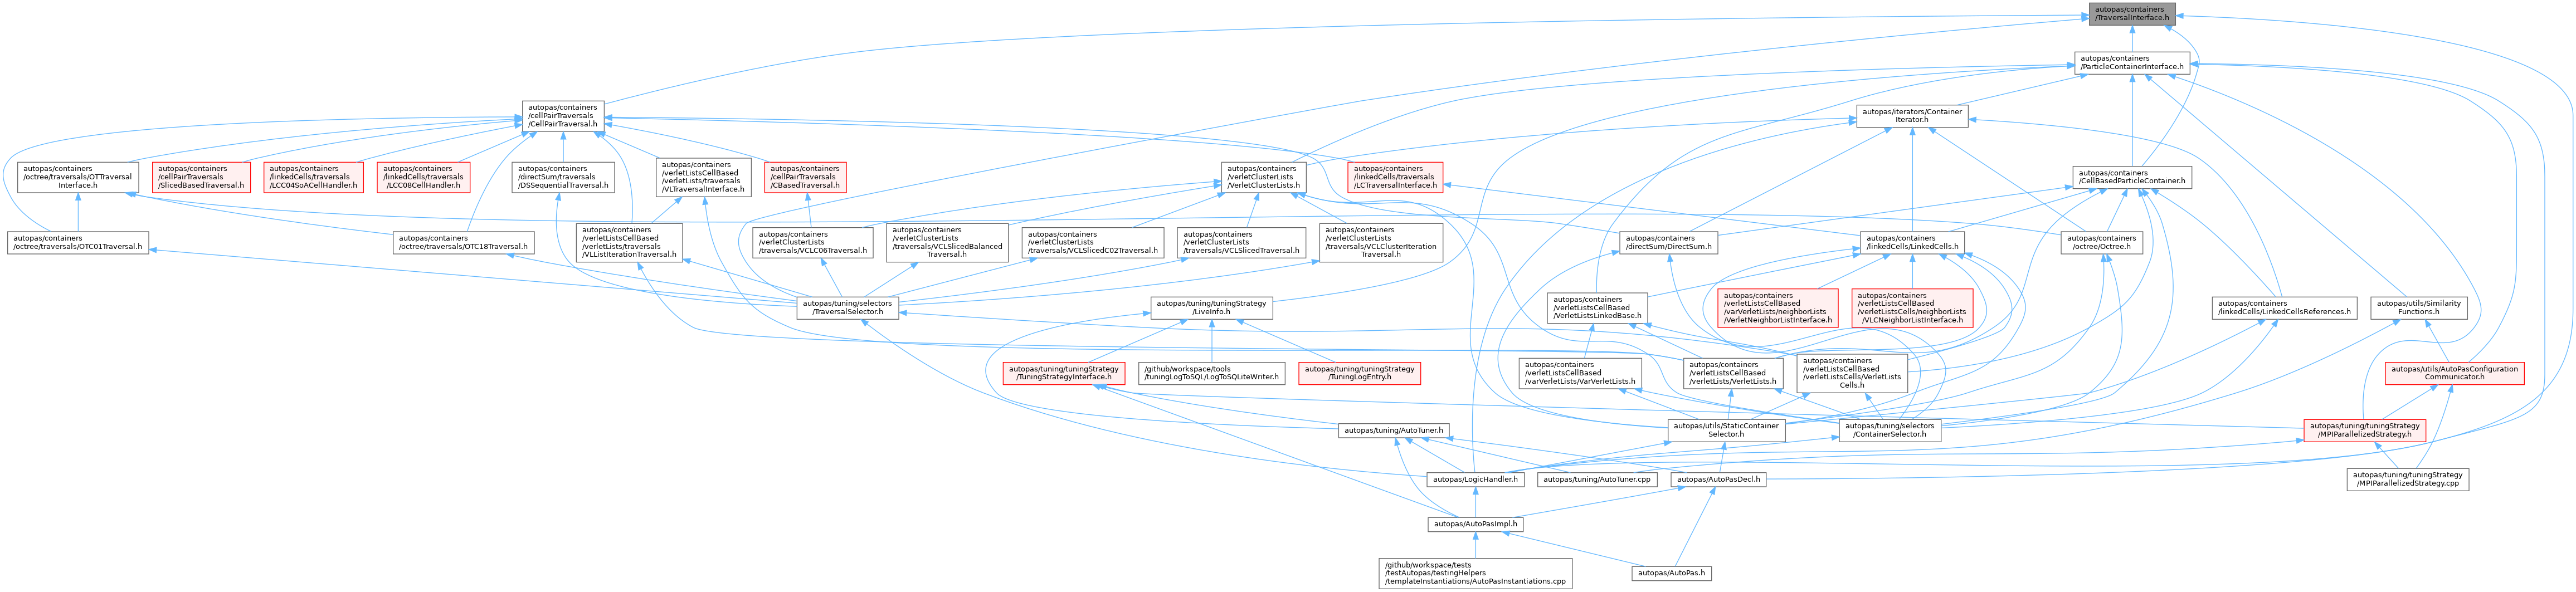 autopas/containers
/TraversalInterface.h
autopas/containers
/ParticleContainerInterface.h
autopas/containers
/cellPairTraversals
/CellPairTraversal.h
autopas/iterators/Container
Iterator.h
autopas/containers
/octree/traversals/OTTraversal
Interface.h
autopas/containers
/cellPairTraversals
/SlicedBasedTraversal.h
autopas/containers
/linkedCells/traversals
/LCC04SoACellHandler.h
autopas/containers
/linkedCells/traversals
/LCC08CellHandler.h
autopas/containers
/directSum/traversals
/DSSequentialTraversal.h
autopas/containers
/verletListsCellBased
/verletLists/traversals
/VLTraversalInterface.h
autopas/containers
/cellPairTraversals
/CBasedTraversal.h
autopas/containers
/verletClusterLists
/VerletClusterLists.h
autopas/containers
/linkedCells/traversals
/LCTraversalInterface.h
autopas/containers
/CellBasedParticleContainer.h
autopas/containers
/octree/traversals/OTC01Traversal.h
autopas/containers
/octree/traversals/OTC18Traversal.h
autopas/containers
/verletListsCellBased
/verletLists/traversals
/VLListIterationTraversal.h
autopas/containers
/verletClusterLists
/traversals/VCLC06Traversal.h
autopas/containers
/verletClusterLists
/traversals/VCLSlicedBalanced
Traversal.h
autopas/containers
/verletClusterLists
/traversals/VCLSlicedC02Traversal.h
autopas/containers
/verletClusterLists
/traversals/VCLSlicedTraversal.h
autopas/containers
/verletClusterLists
/traversals/VCLClusterIteration
Traversal.h
autopas/containers
/directSum/DirectSum.h
autopas/containers
/linkedCells/LinkedCells.h
autopas/containers
/octree/Octree.h
autopas/tuning/selectors
/TraversalSelector.h
autopas/tuning/tuningStrategy
/LiveInfo.h
autopas/containers
/verletListsCellBased
/VerletListsLinkedBase.h
autopas/containers
/verletListsCellBased
/varVerletLists/neighborLists
/VerletNeighborListInterface.h
autopas/containers
/verletListsCellBased
/verletListsCells/neighborLists
/VLCNeighborListInterface.h
autopas/containers
/linkedCells/LinkedCellsReferences.h
autopas/utils/Similarity
Functions.h
autopas/tuning/tuningStrategy
/TuningStrategyInterface.h
/github/workspace/tools
/tuningLogToSQL/LogToSQLiteWriter.h
autopas/tuning/tuningStrategy
/TuningLogEntry.h
autopas/containers
/verletListsCellBased
/varVerletLists/VarVerletLists.h
autopas/containers
/verletListsCellBased
/verletLists/VerletLists.h
autopas/containers
/verletListsCellBased
/verletListsCells/VerletLists
Cells.h
autopas/utils/AutoPasConfiguration
Communicator.h
autopas/tuning/AutoTuner.h
autopas/utils/StaticContainer
Selector.h
autopas/tuning/selectors
/ContainerSelector.h
autopas/tuning/tuningStrategy
/MPIParallelizedStrategy.h
autopas/LogicHandler.h
autopas/tuning/AutoTuner.cpp
autopas/AutoPasDecl.h
autopas/tuning/tuningStrategy
/MPIParallelizedStrategy.cpp
autopas/AutoPasImpl.h
/github/workspace/tests
/testAutopas/testingHelpers
/templateInstantiations/AutoPasInstantiations.cpp
autopas/AutoPas.h